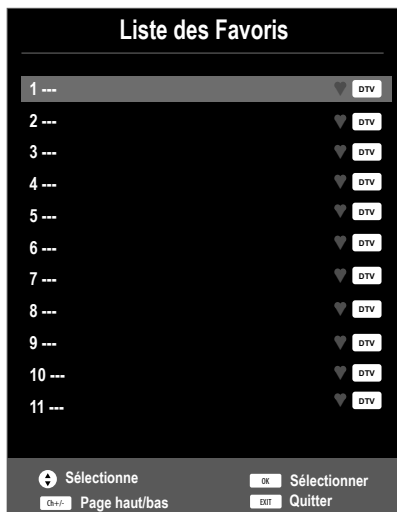 Liste des Favoris
1 --- DTV
2 --- DTV
3 --- DTV
4 --- DTV
5 --- DTV
6 --- DTV
7 --- DTV
8 --- DTV
9 --- DTV
10 --- DTV
11 --- DTV
Sélectionne OK Sélectionner
Ch+/- Page haut/bas EXIT Quitter